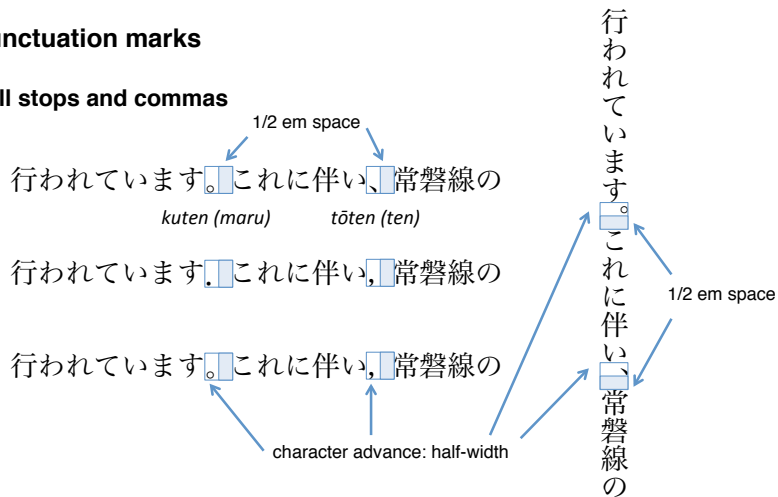 nctuation marks
ll stops and commas
1/2 em space
行われています。これに伴い、常磐線の
kuten (maru) tōten (ten)
行われています．これに伴い，常磐線の
行われています。これに伴い，常磐線の
character advance: half-width
行われています。これに伴い、常磐線の
1/2 em space